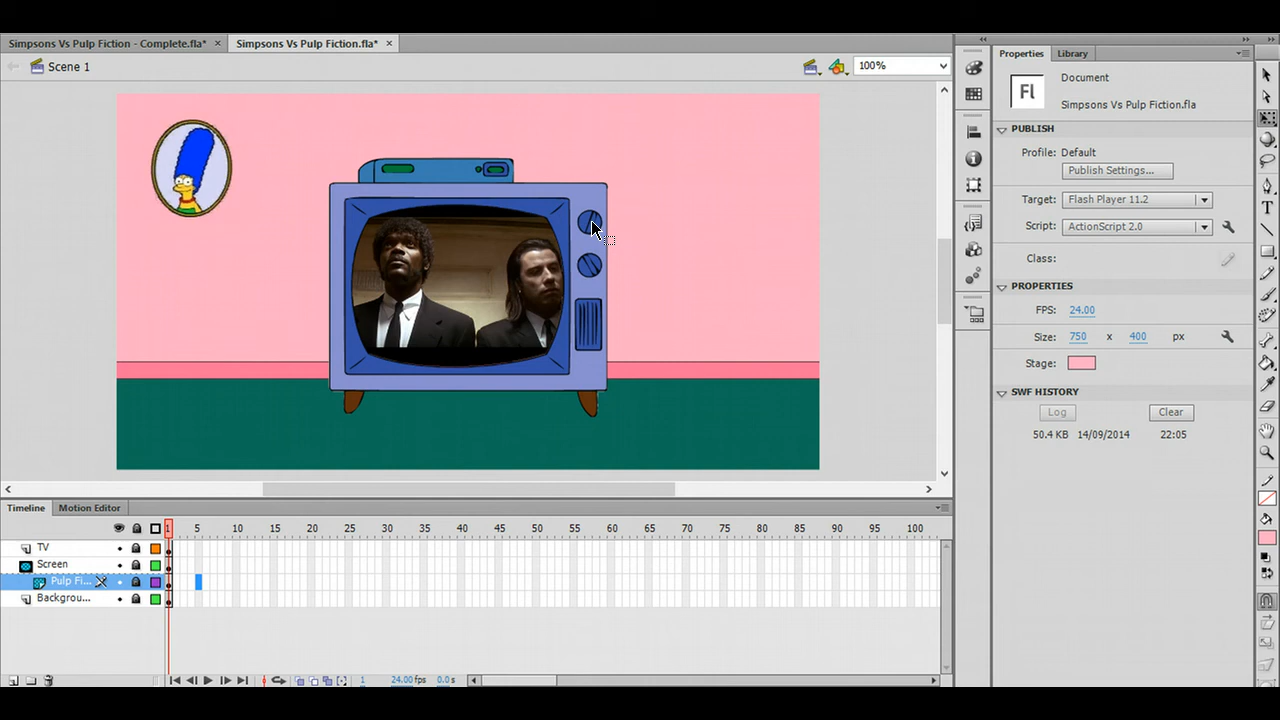 Simpsons Vs Pulp Fiction - Complete.fla* × Simpsons Vs Pulp Fiction.fla* ×
Scene 1 100%
Properties Library
Fl Document
Simpsons Vs Pulp Fiction.fla
PUBLISH
Profile: Default
Publish Settings...
Target: Flash Player 11.2
Script: ActionScript 2.0
Class:
PROPERTIES
FPS: 24.00
Size: 750 x 400 px
Stage:
SWF HISTORY
Log Clear
50.4 KB 14/09/2014 22:05
Timeline Motion Editor
1 5 10 15 20 25 30 35 40 45 50 55 60 65 70 75 80 85 90 95 100
TV
Screen
Pulp Fi...
Backgrou...
1 24.00 fps 0.0 s